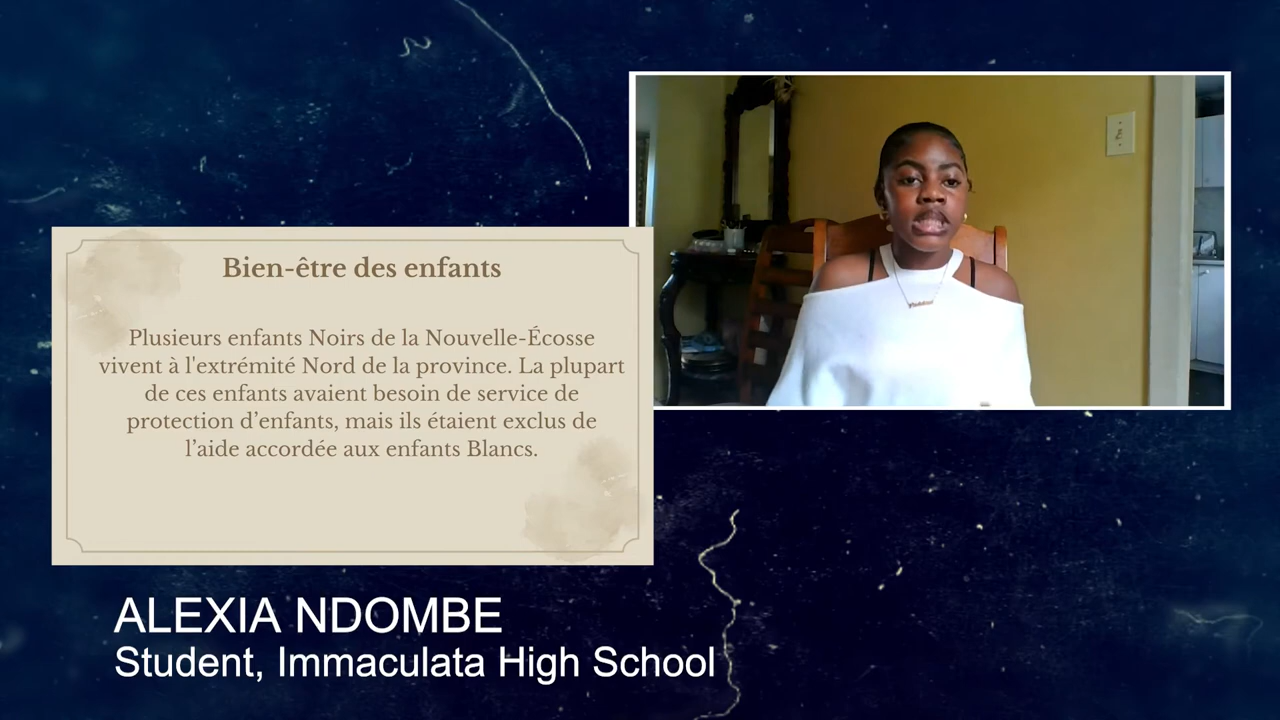 Bien-être des enfants
Plusieurs enfants Noirs de la Nouvelle-Écosse
vivent à l'extrémité Nord de la province. La plupart
de ces enfants avaient besoin de service de
protection d’enfants, mais ils étaient exclus de
l’aide accordée aux enfants Blancs.
ALEXIA NDOMBE
Student, Immaculata High School